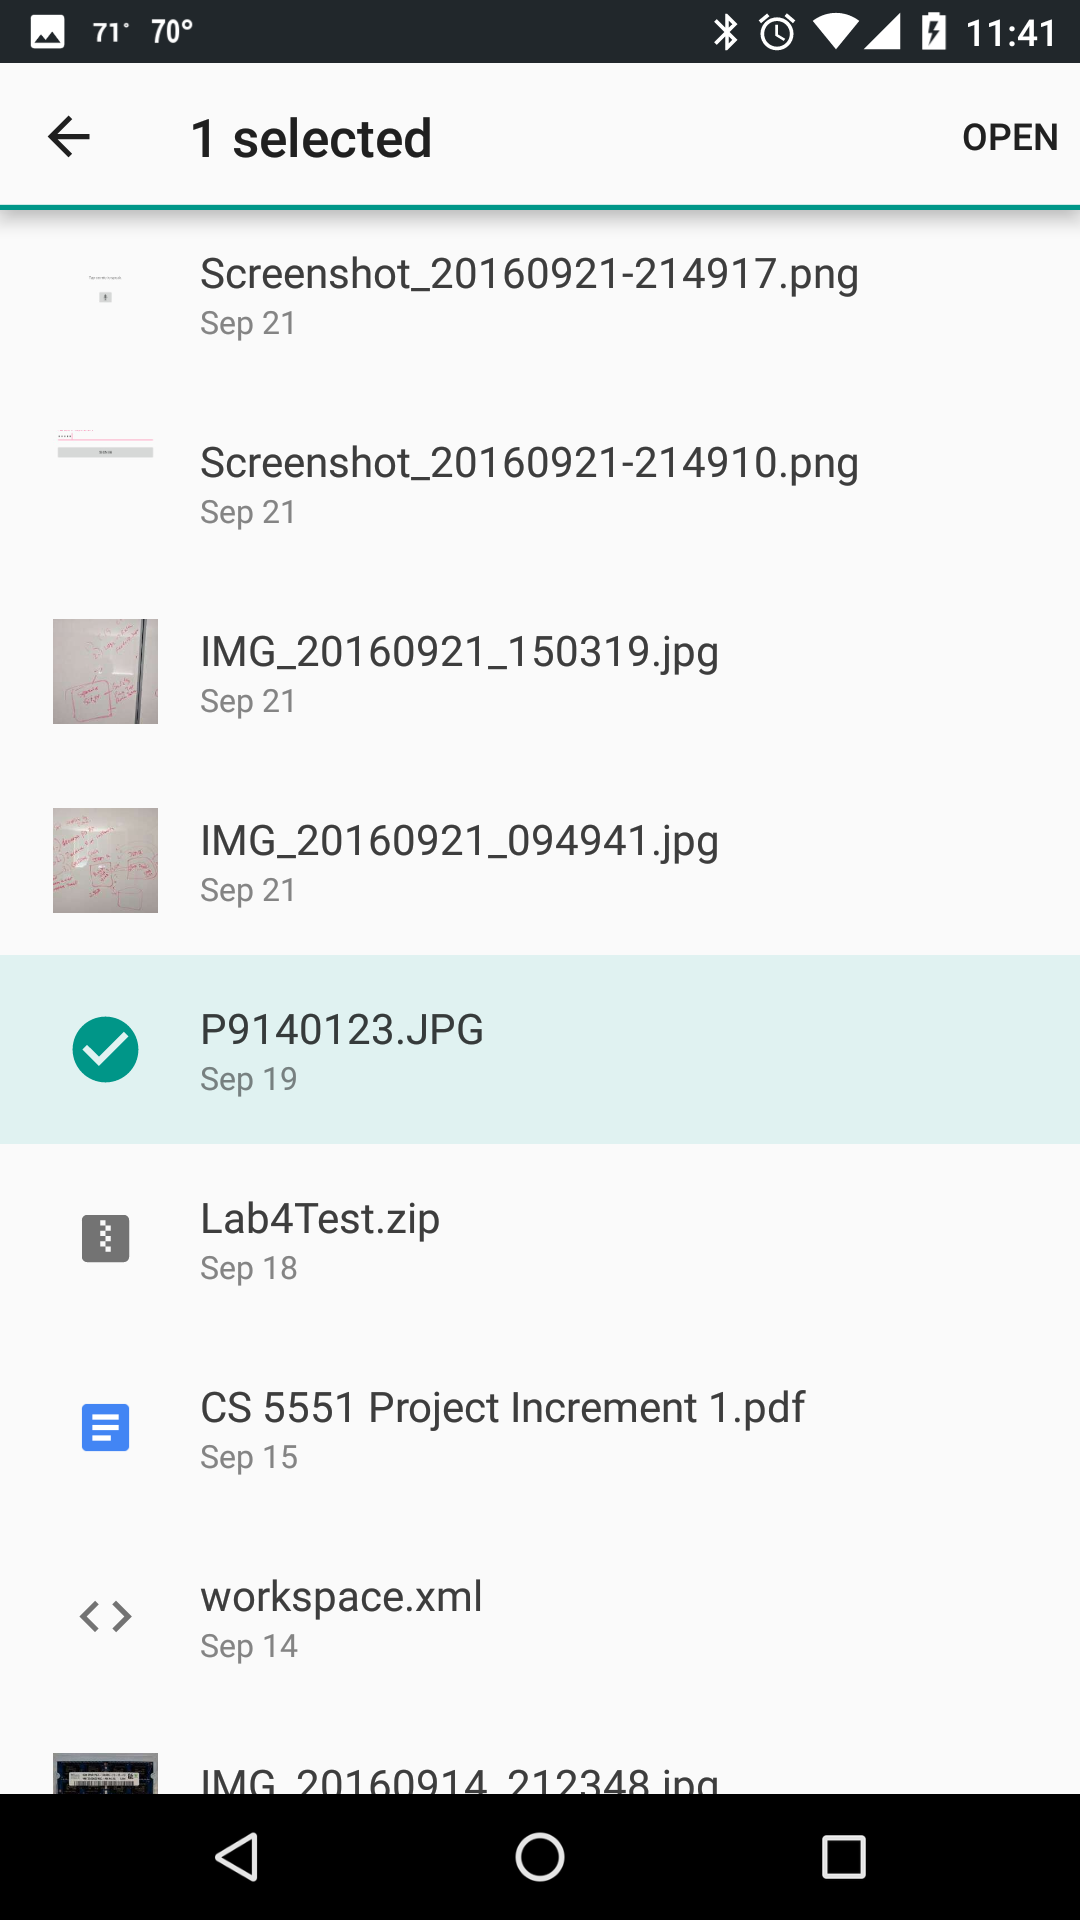 71° 70° 11:41
1 selected OPEN
Screenshot_20160921-214917.png
Sep 21
Screenshot_20160921-214910.png
Sep 21
IMG_20160921_150319.jpg
Sep 21
IMG_20160921_094941.jpg
Sep 21
P9140123.JPG
Sep 19
Lab4Test.zip
Sep 18
CS 5551 Project Increment 1.pdf
Sep 15
workspace.xml
Sep 14
IMG_20160914_212348.jpg